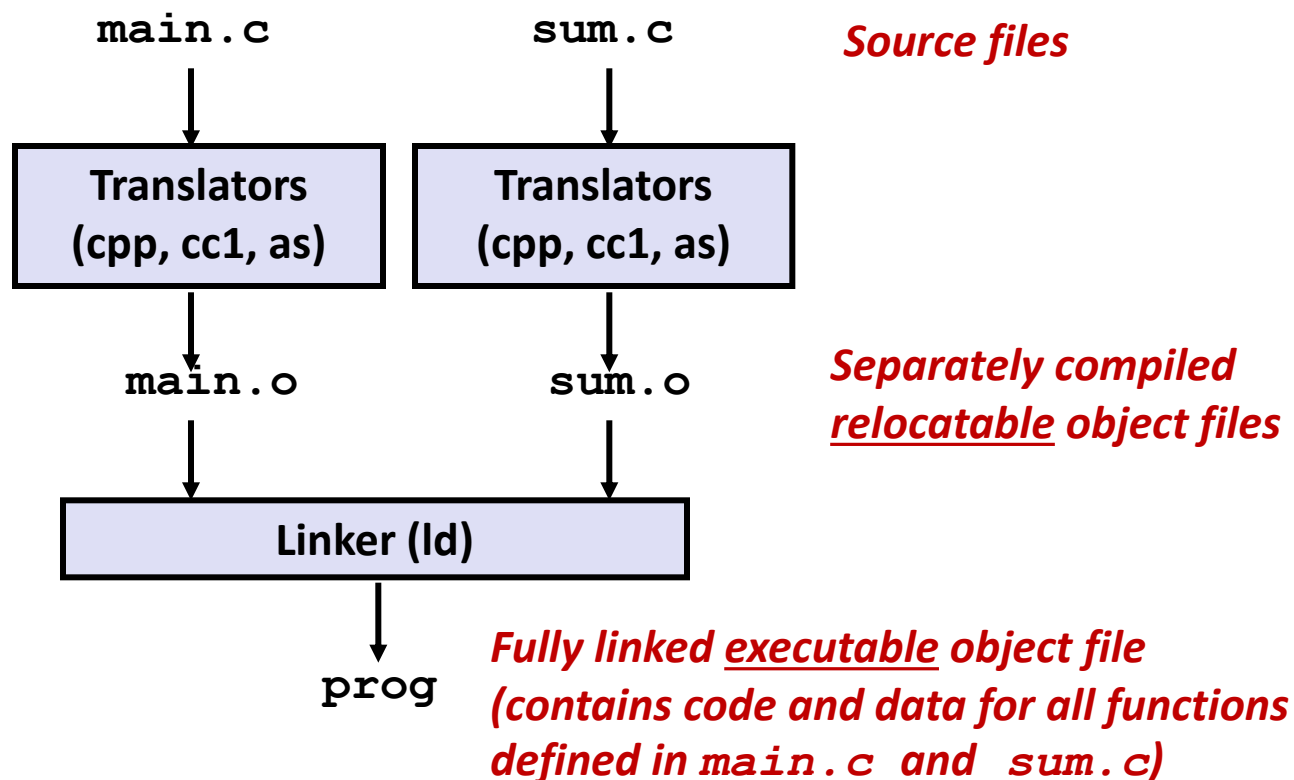 main.c sum.c Source files
Translators Translators
(cpp, cc1, as) (cpp, cc1, as)
main.o sum.o Separately compiled
relocatable object files
Linker (ld)
prog
Fully linked executable object file
(contains code and data for all functions
defined in main.c and sum.c)